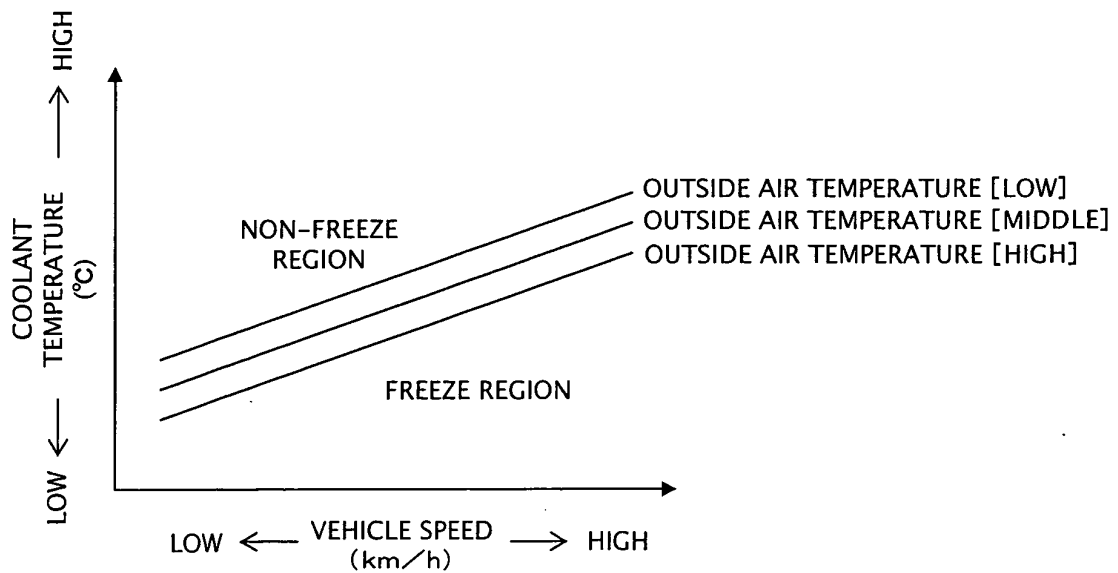 HIGH
COOLANT
TEMPERATURE
(℃)
LOW
NON-FREEZE
REGION
OUTSIDE AIR TEMPERATURE [LOW]
OUTSIDE AIR TEMPERATURE [MIDDLE]
OUTSIDE AIR TEMPERATURE [HIGH]
FREEZE REGION
LOW
VEHICLE SPEED
(km/h)
HIGH